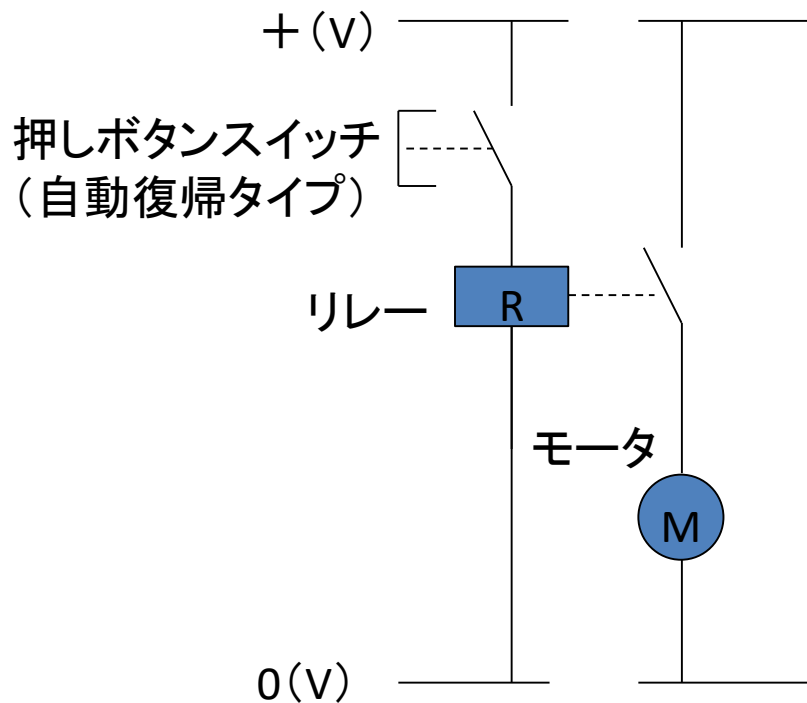 ＋(V)
押しボタンスイッチ
（自動復帰タイプ）
リレー
R
モータ
M
0(V)